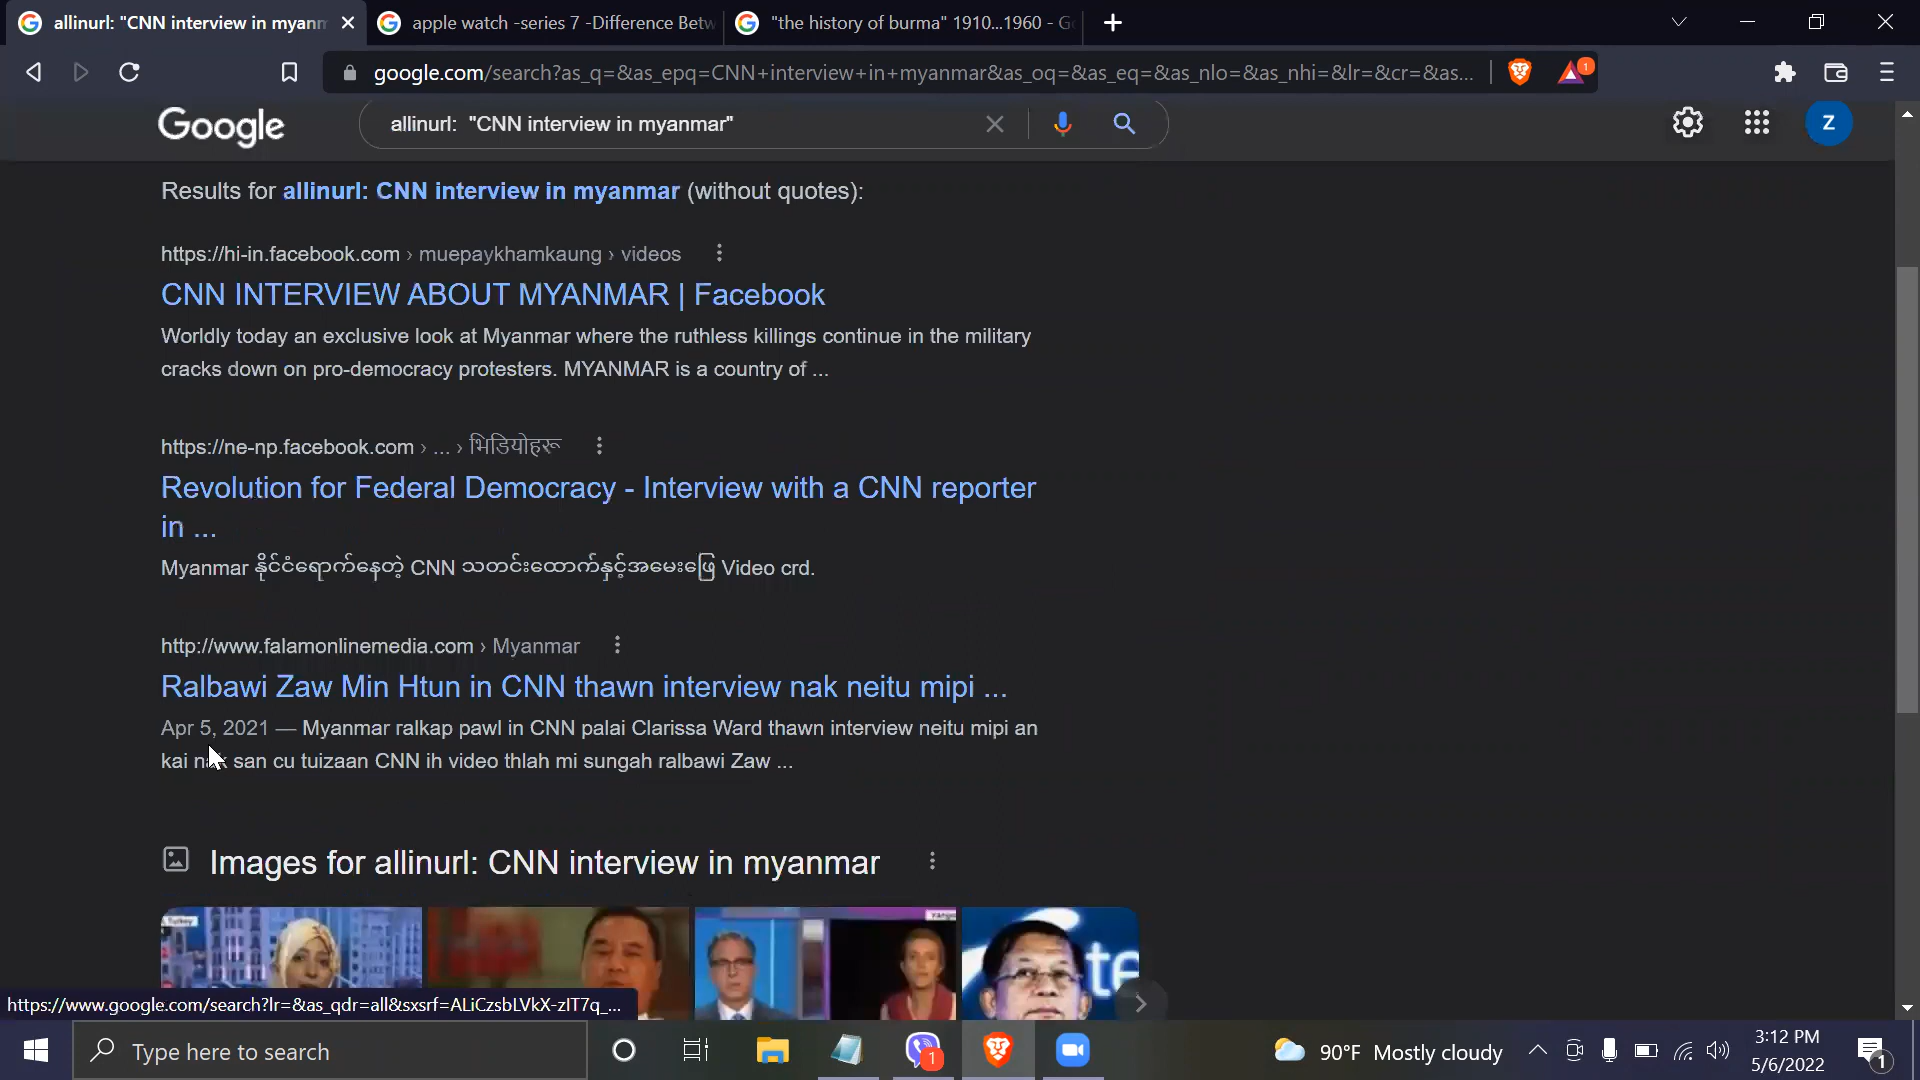 allinurl: "CNN interview in myanm
apple watch -series 7 -Difference Betw
"the history of burma" 1910...1960 - G
google.com/search?as_q=&as_epq=CNN+interview+in+myanmar&as_oq=&as_eq=&as_nlo=&as_nhi=&lr=&cr=&as...
1
Google
allinurl:  "CNN interview in myanmar"
Z
Results for allinurl: CNN interview in myanmar (without quotes):
https://hi-in.facebook.com › muepaykhamkaung › videos
CNN INTERVIEW ABOUT MYANMAR | Facebook
Worldly today an exclusive look at Myanmar where the ruthless killings continue in the military
cracks down on pro-democracy protesters. MYANMAR is a country of ...
https://ne-np.facebook.com › ... › भिडियोहरू
Revolution for Federal Democracy - Interview with a CNN reporter
in ...
Myanmar နိုင်ငံရောက်နေတဲ့ CNN သတင်းထောက်နှင့်အမေးဖြေ Video crd.
http://www.falamonlinemedia.com › Myanmar
Ralbawi Zaw Min Htun in CNN thawn interview nak neitu mipi ...
Apr 5, 2021 — Myanmar ralkap pawl in CNN palai Clarissa Ward thawn interview neitu mipi an
kai nak san cu tuizaan CNN ih video thlah mi sungah ralbawi Zaw ...
Images for allinurl: CNN interview in myanmar
Turkey
Yango
te
https://www.google.com/search?lr=&as_qdr=all&sxsrf=ALiCzsbLVkX-zIT7q_...
Type here to search
1
90°F Mostly cloudy
3:12 PM
5/6/2022
1